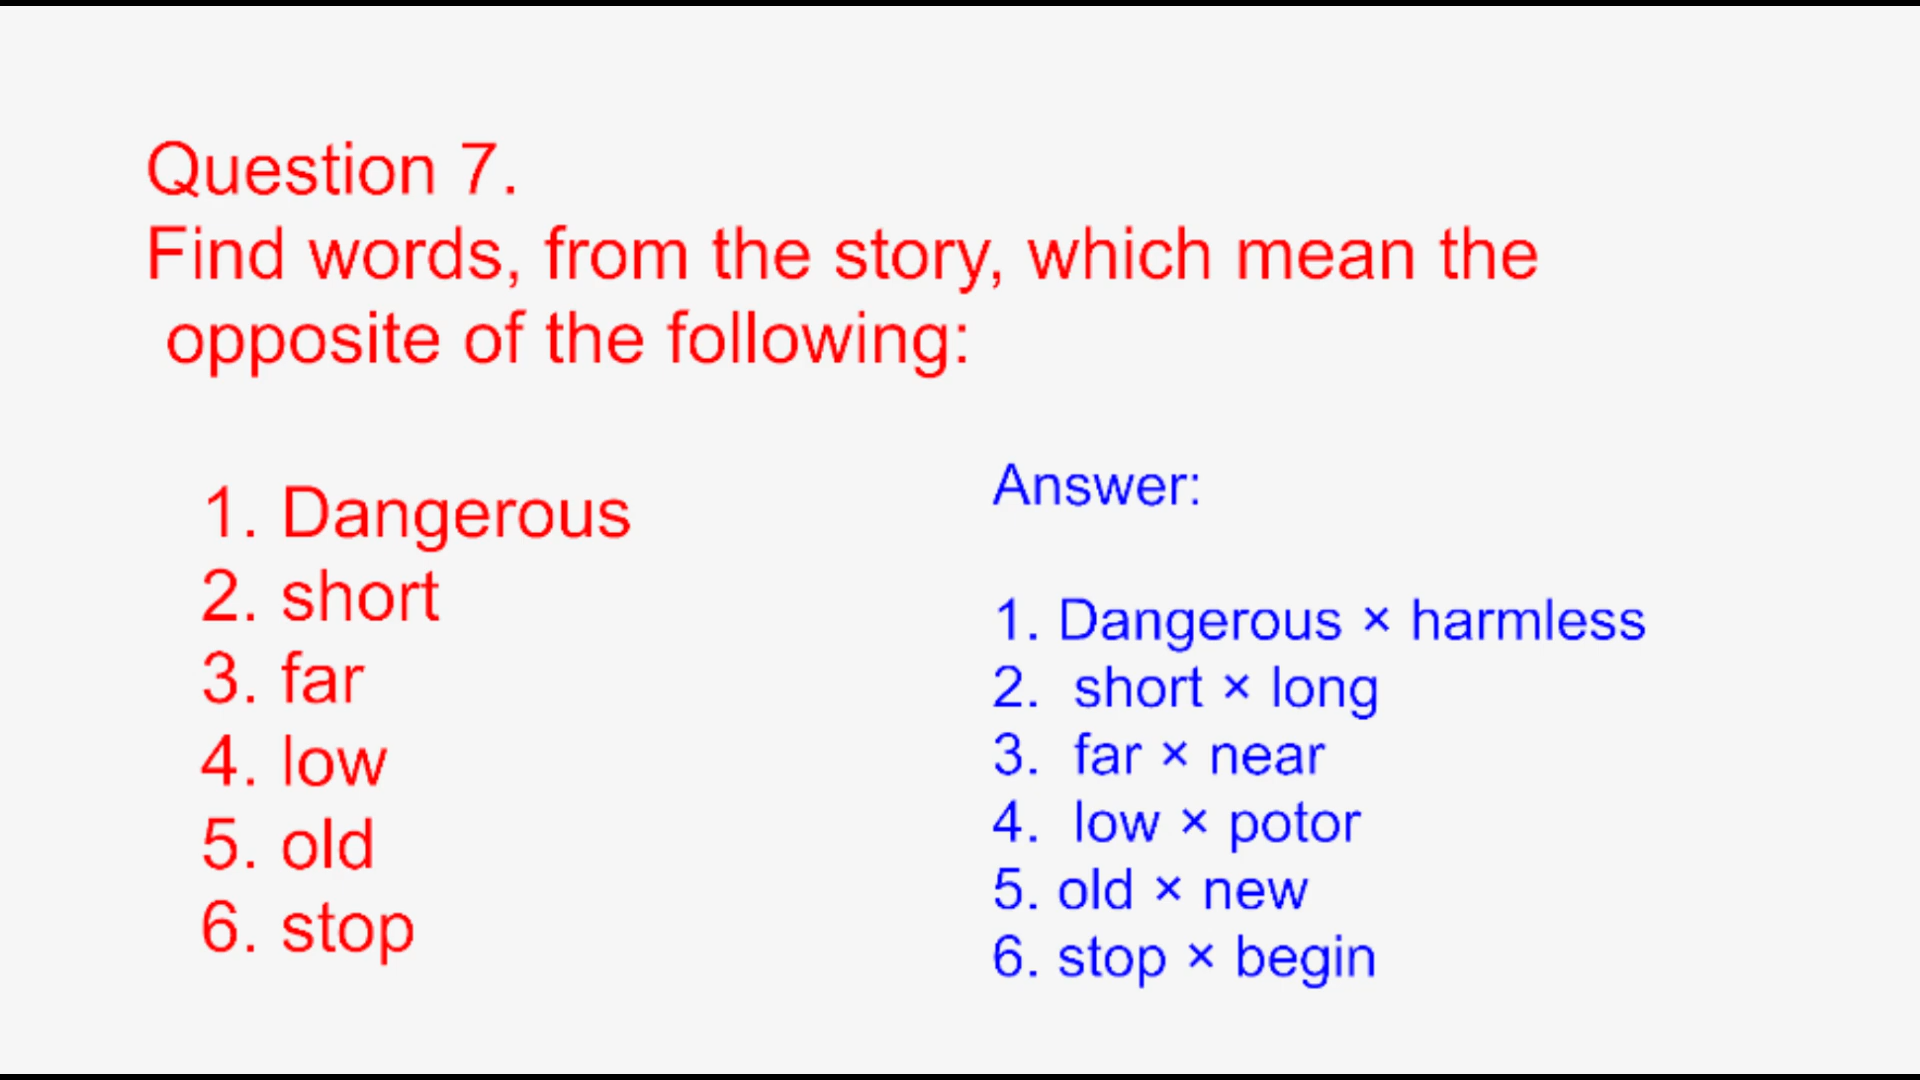 Question 7.
Find words, from the story, which mean the
opposite of the following:
1. Dangerous
2. short
3. far
4. low
5. old
6. stop
Answer:
1. Dangerous × harmless
2. short × long
3. far × near
4. low × potor
5. old × new
6. stop × begin